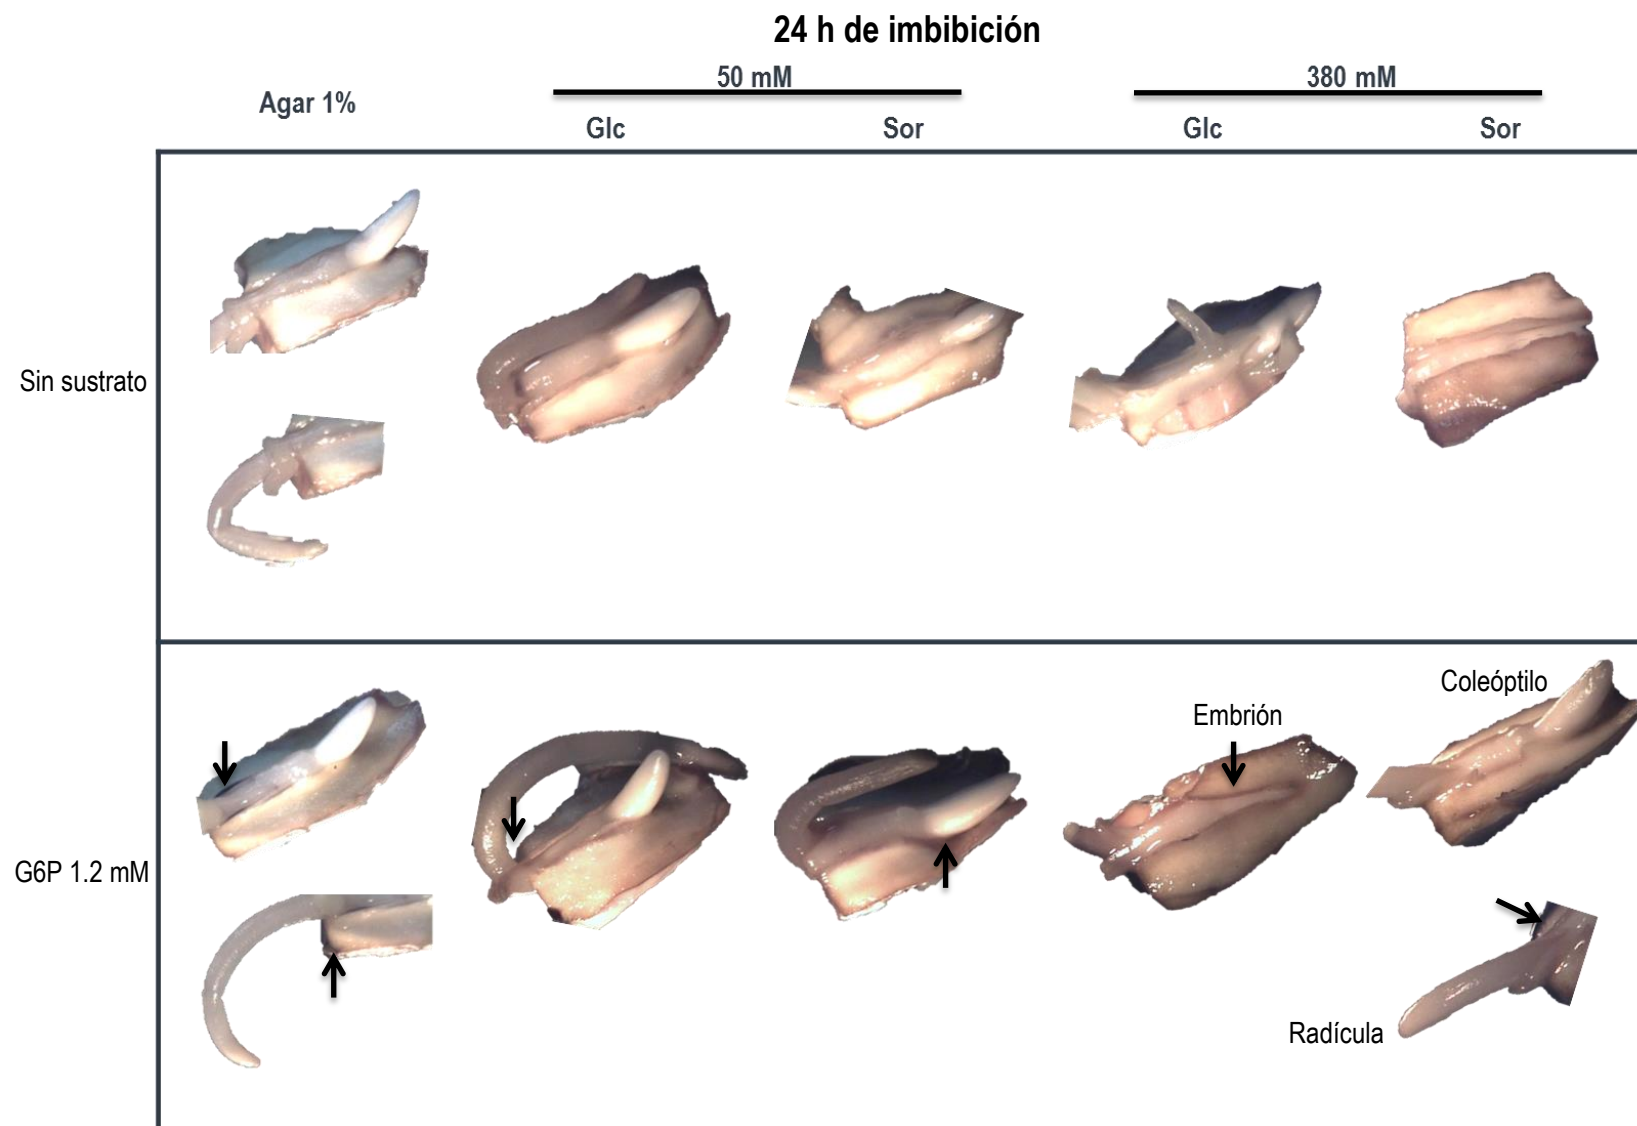 24 h de imbibición
50 mM
380 mM
Agar 1%
Glc
Sor
Glc
Sor
Sin sustrato
Coleóptilo
Embrión
G6P 1.2 mM
Radícula